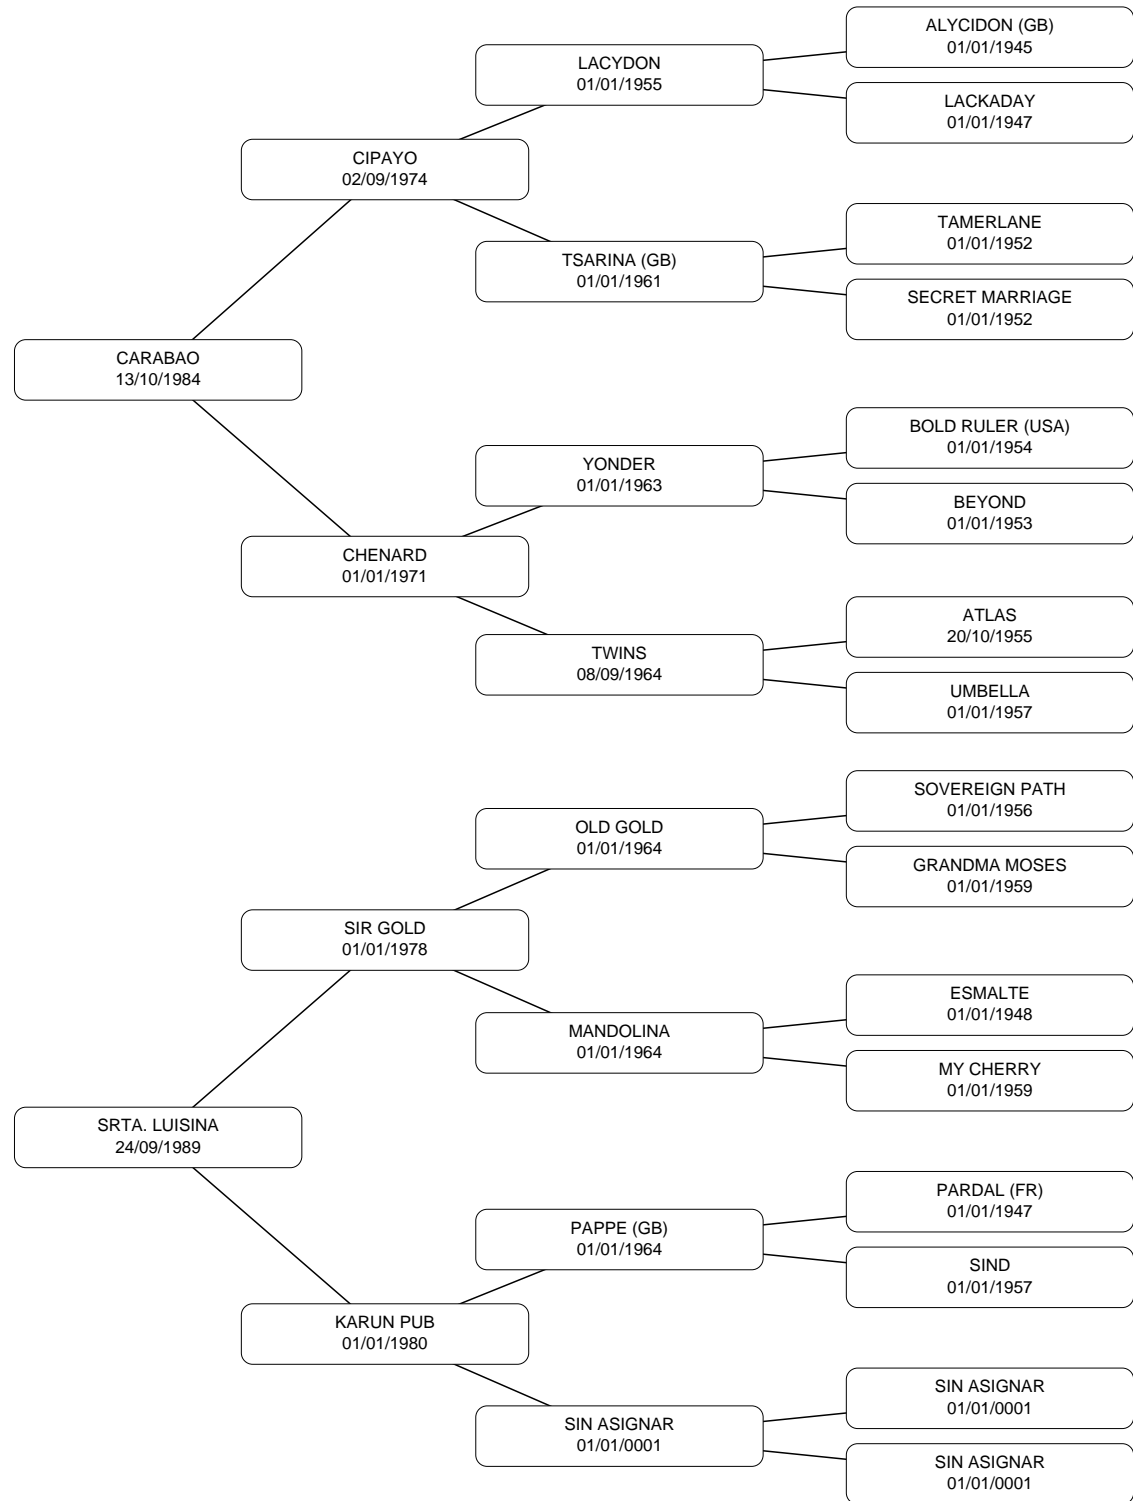 ALYCIDON (GB)
01/01/1945
LACYDON
01/01/1955
LACKADAY
01/01/1947
CIPAYO
02/09/1974
TAMERLANE
01/01/1952
TSARINA (GB)
01/01/1961
SECRET MARRIAGE
01/01/1952
CARABAO
13/10/1984
BOLD RULER (USA)
01/01/1954
YONDER
01/01/1963
BEYOND
01/01/1953
CHENARD
01/01/1971
ATLAS
20/10/1955
TWINS
08/09/1964
UMBELLA
01/01/1957
SOVEREIGN PATH
01/01/1956
OLD GOLD
01/01/1964
GRANDMA MOSES
01/01/1959
SIR GOLD
01/01/1978
ESMALTE
01/01/1948
MANDOLINA
01/01/1964
MY CHERRY
01/01/1959
SRTA. LUISINA
24/09/1989
PARDAL (FR)
01/01/1947
PAPPE (GB)
01/01/1964
SIND
01/01/1957
KARUN PUB
01/01/1980
SIN ASIGNAR
01/01/0001
SIN ASIGNAR
01/01/0001
SIN ASIGNAR
01/01/0001